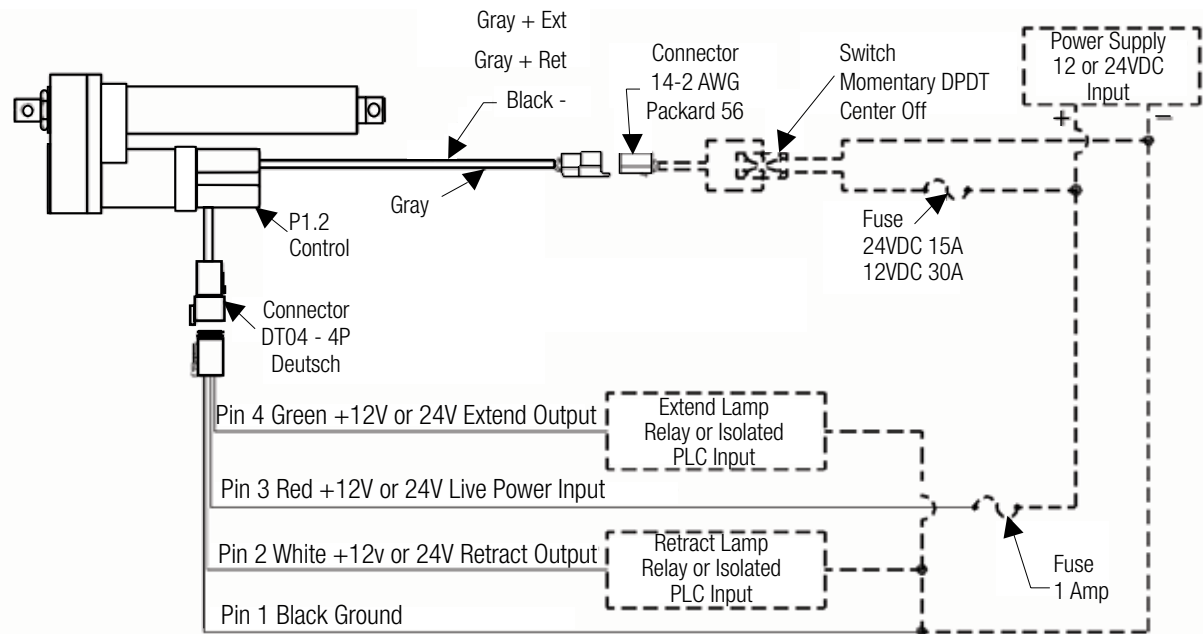 Gray + Ext
Gray + Ret
Black -
Gray
Connector
14-2 AWG
Packard 56
Switch
Momentary DPDT
Center Off
Power Supply
12 or 24VDC
Input
+
–
Fuse
24VDC 15A
12VDC 30A
P1.2
Control
Connector
DT04 - 4P
Deutsch
Pin 4 Green +12V or 24V Extend Output
Extend Lamp
Relay or Isolated
PLC Input
Pin 3 Red +12V or 24V Live Power Input
Pin 2 White +12v or 24V Retract Output
Retract Lamp
Relay or Isolated
PLC Input
Fuse
1 Amp
Pin 1 Black Ground